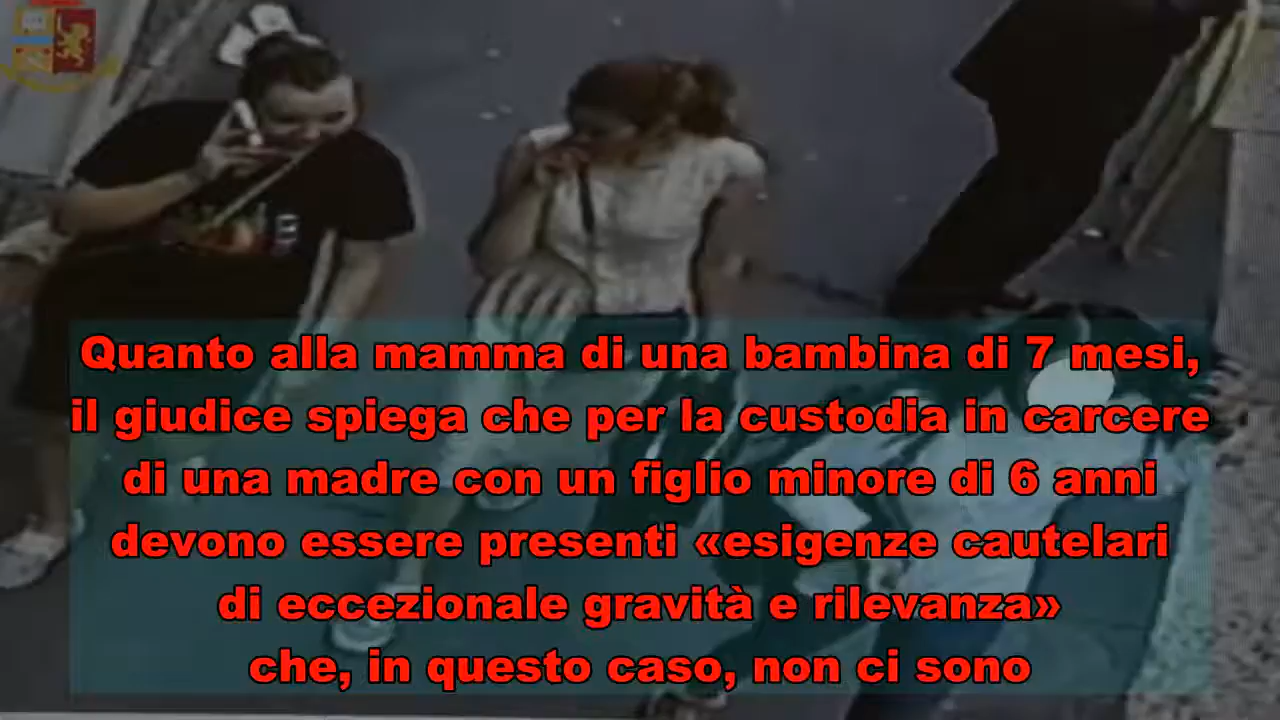 Quanto alla mamma di una bambina di 7 mesi,
il giudice spiega che per la custodia in carcere
di una madre con un figlio minore di 6 anni
devono essere presenti «esigenze cautelari
di eccezionale gravità e rilevanza»
che, in questo caso, non ci sono